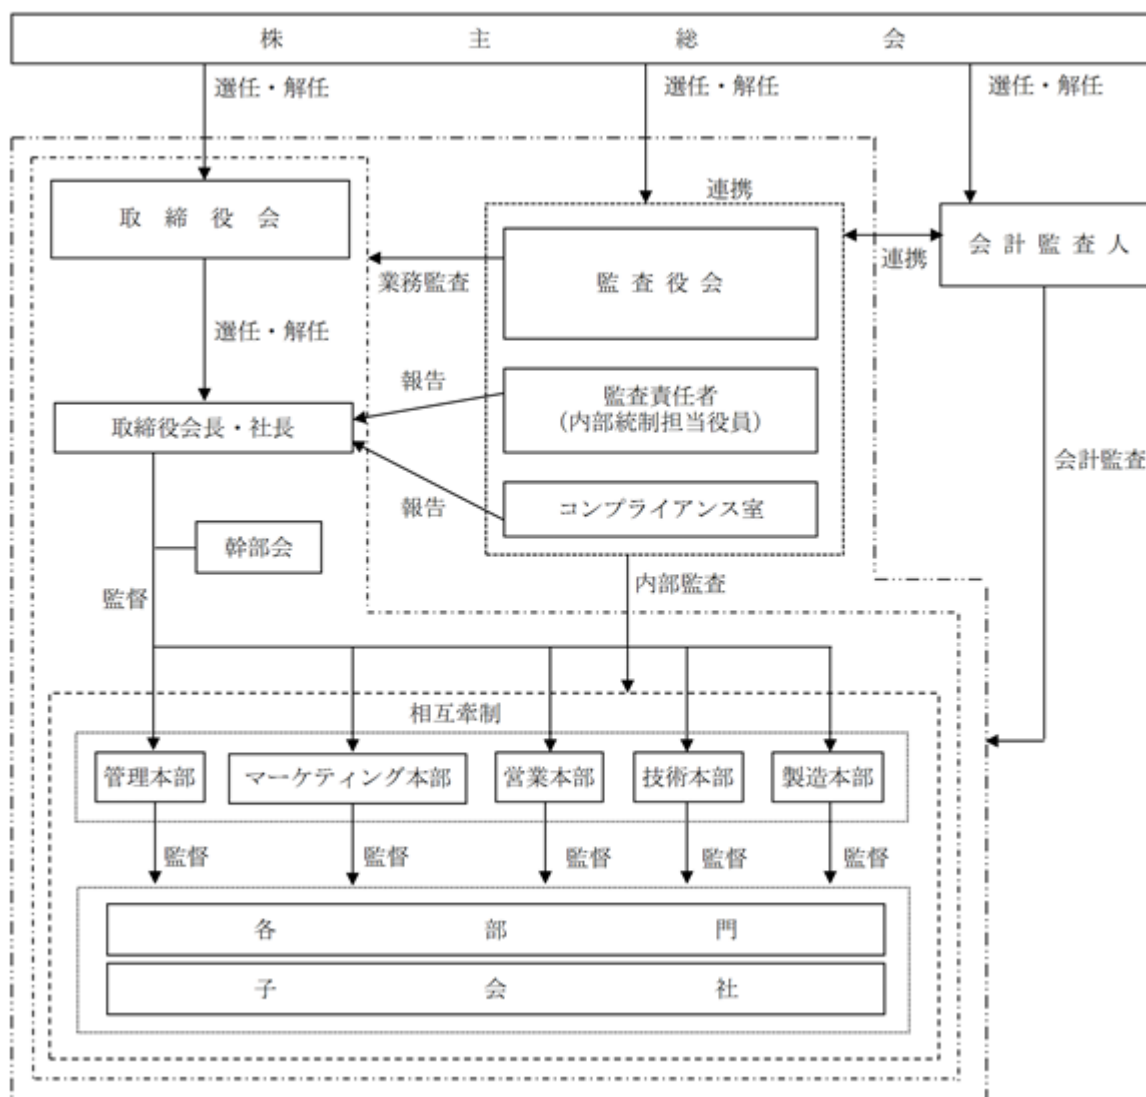 株主総会
選任・解任
選任・解任
選任・解任
連携
取締役会
監査役会
会計監査人
連携
業務監査
選任・解任
報告
監査責任者
(内部統制担当役員)
取締役会長・社長
会計監査
報告
コンプライアンス室
幹部会
監督
内部監査
相互牽制
管理本部
マーケティング本部
営業本部
技術本部
製造本部
監督
監督
監督
監督
監督
各部門
子会社